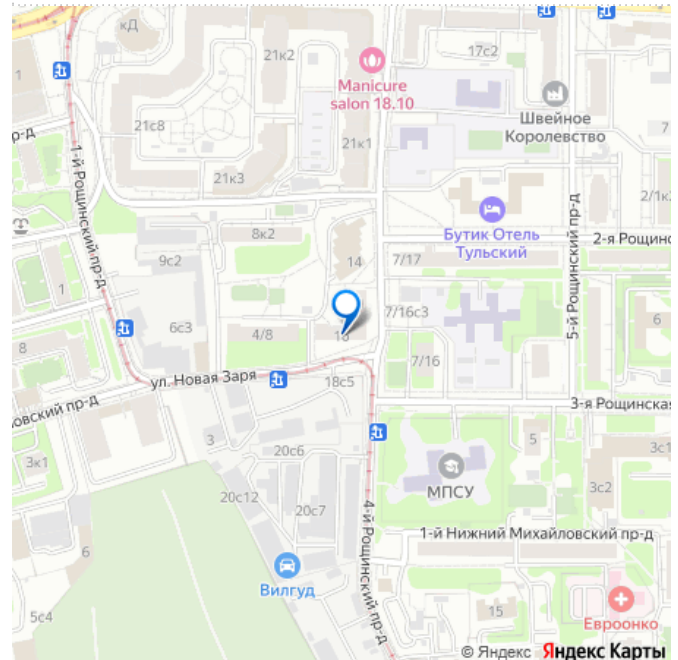 кД
1
21к2
17с2
Manicure
salon 18.10
Швейное
Королевство
21с8
21к1
7
р-д
1-й Рощинский пр-д
21к3
2/1к
Бутик Отель
Тульский
8к2
2-я Рощинс
9с2
14
7/17
5-й Рощинский пр-д
1
7/16с3
6
6с3
4/8
18
8
7/16
ул. Новая Заря
18с5
3-я Рощинская
ловский пр-д
3
5
20с6
3с1
3к1
МПСУ
3с2
20с12
20с7
4-й Рощинский пр-д
1-й Нижний Михайловский пр-д
6
Вилгуд
5с4
15
Евроонко
© Яндекс Яндекс Карты